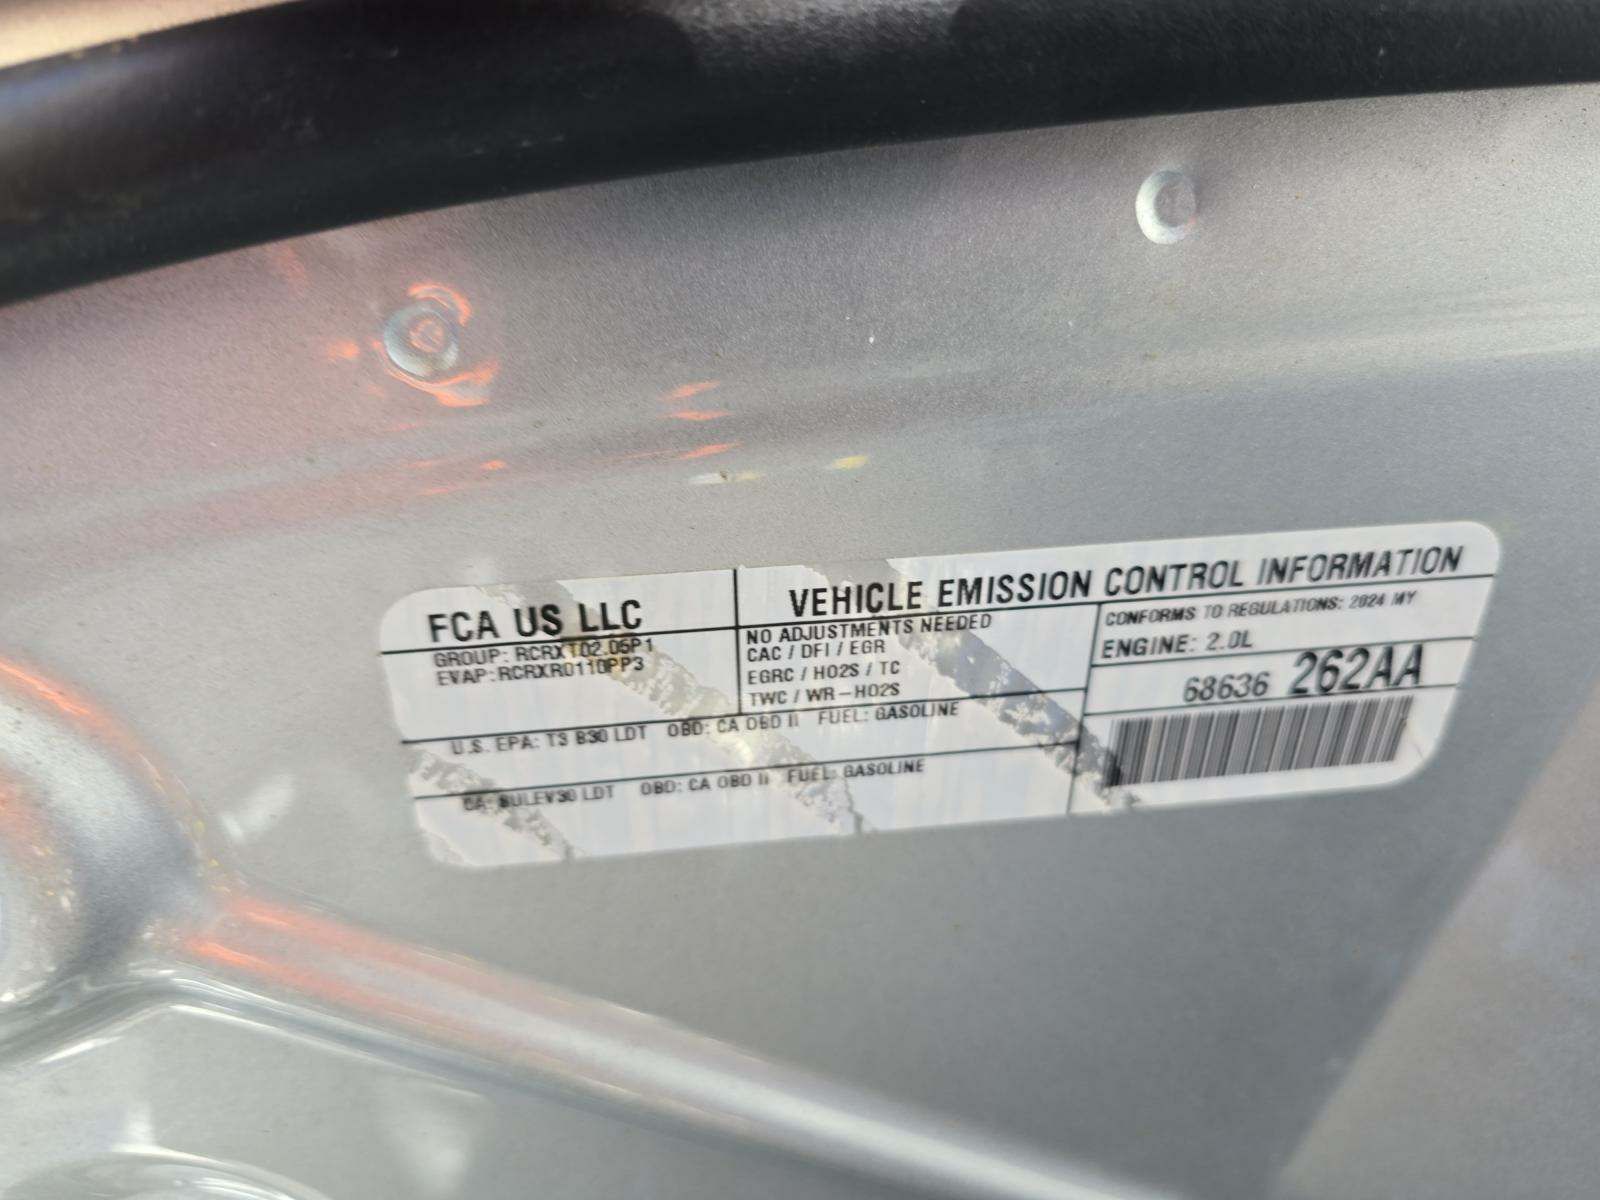 FCA US LLC
GROUP: RCRXT02.05P1
EVAP:RCRXR0110PP3
VEHICLE EMISSION CONTROL INFORMATION
NO ADJUSTMENTS NEEDED
CAC / DFI / EGR
EGRC / HO2S / TC
TWC / WR-HO2S
CONFORMS TO REGULATIONS: 2024 MY
ENGINE: 2.0L
68636 262AA
U.S. EPA: T3 B30 LDT OBD: CA OBD II FUEL: GASOLINE
CA: SULEV30 LDT OBD: CA OBD II FUEL: GASOLINE